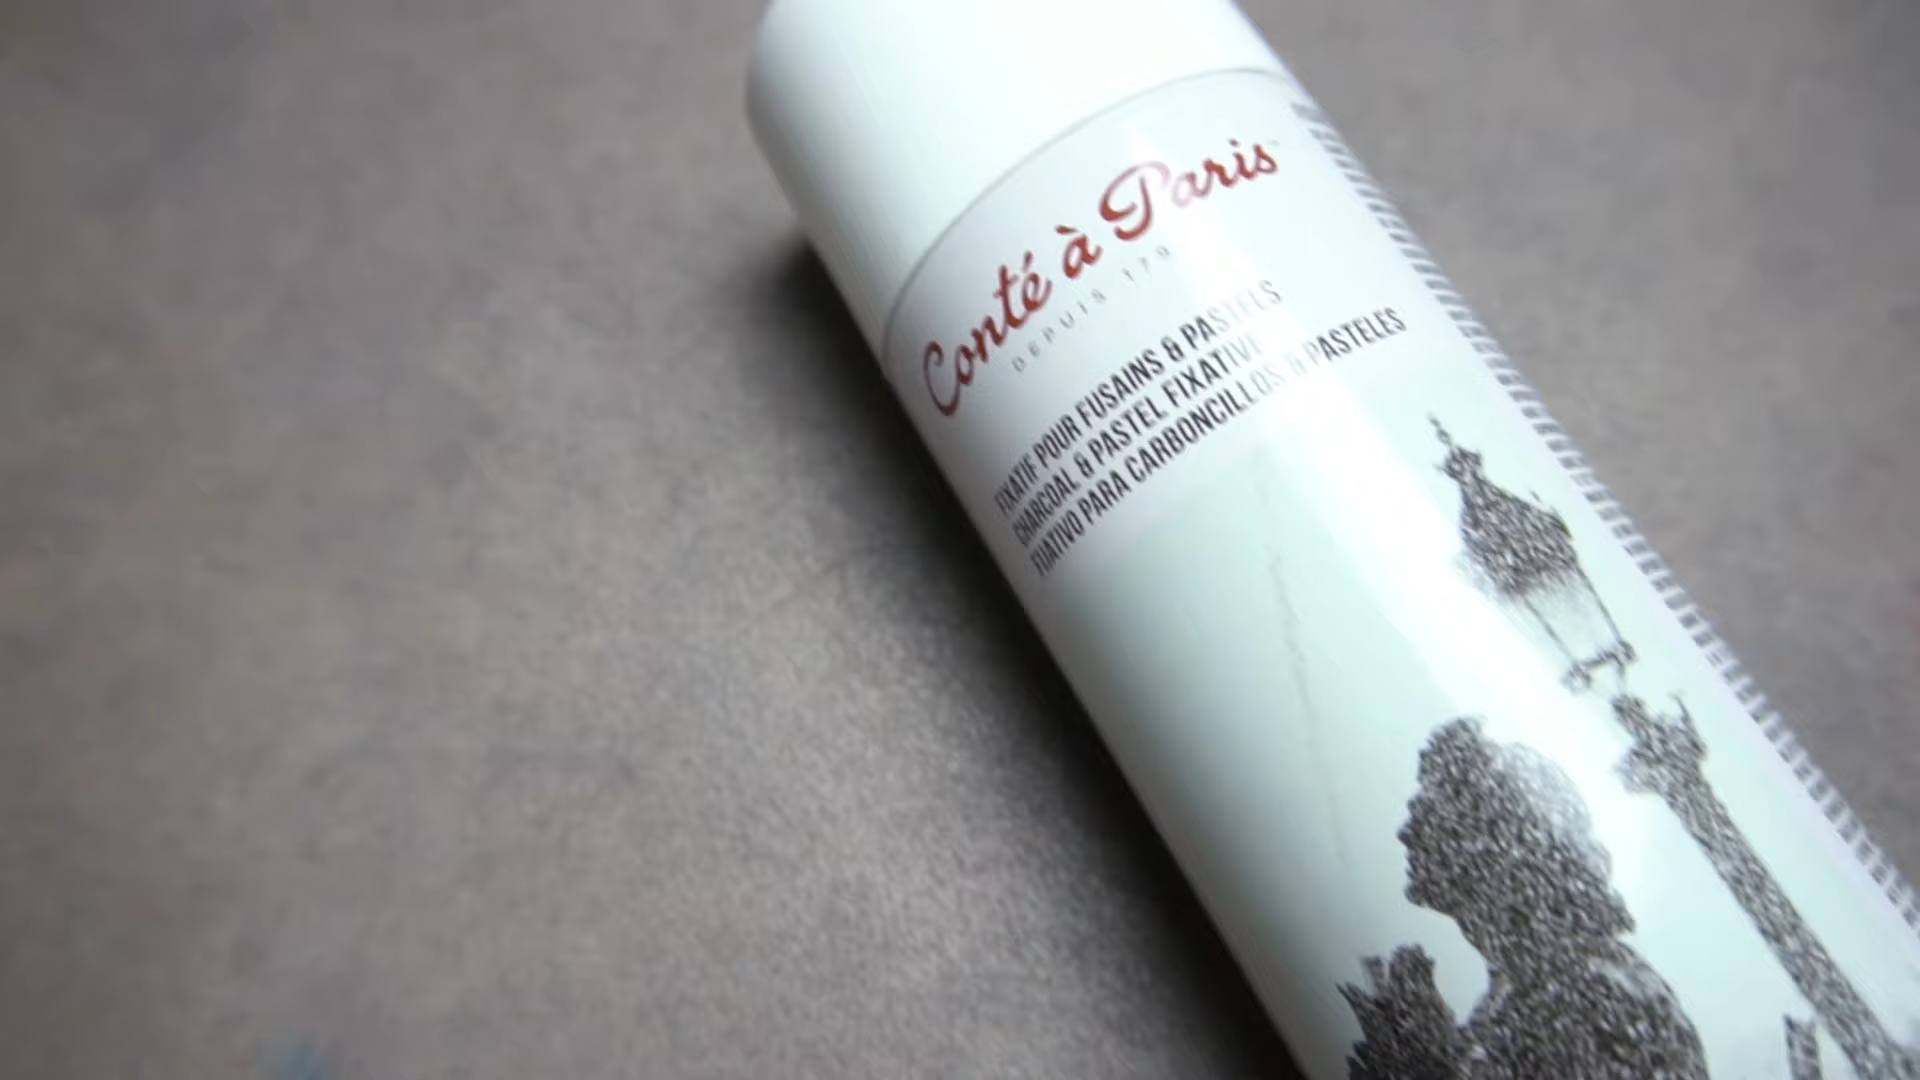 Conté à Paris
DEPUIS 179
FIXATIF POUR FUSAINS & PASTELS
CHARCOAL & PASTEL FIXATIVE
FIJATIVO PARA CARBONCILLOS & PASTELES